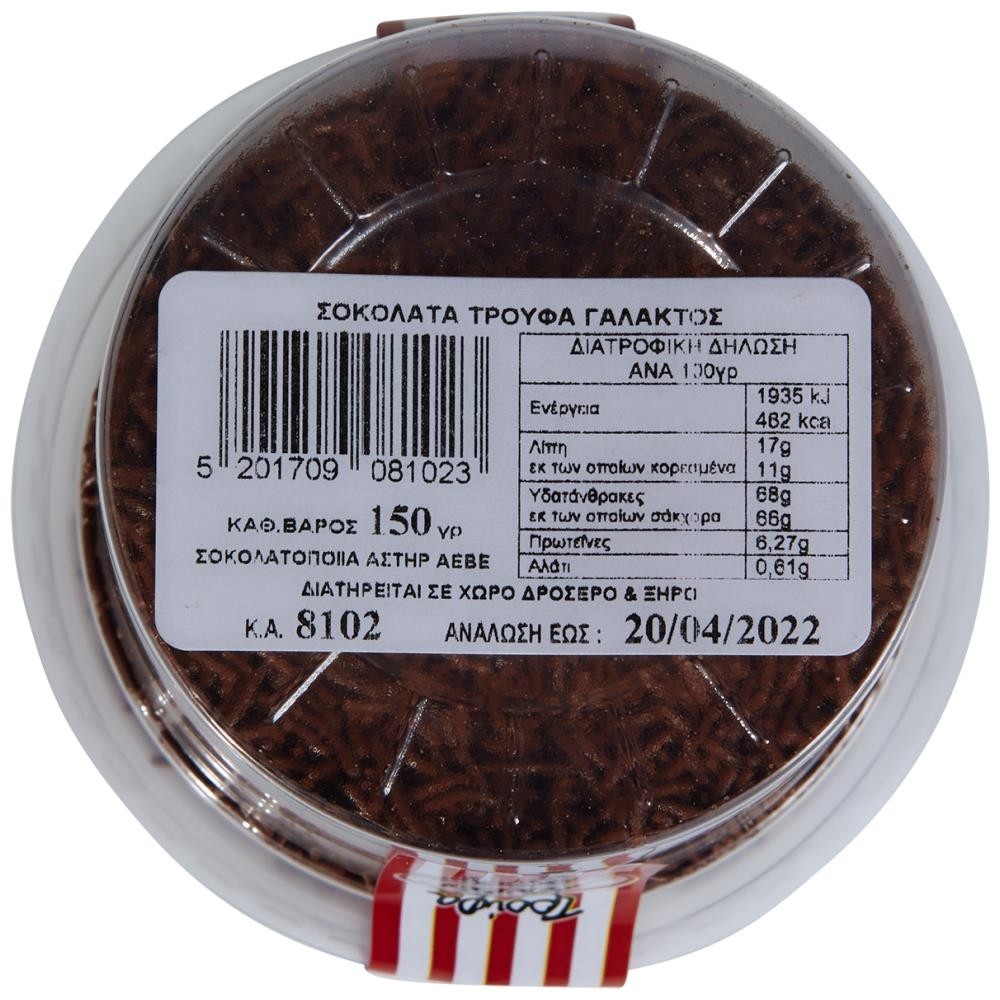 ΣΟΚΟΛΑΤΑ ΤΡΟΥΦΑ ΓΑΛΑΚΤΟΣ
ΔΙΑΤΡΟΦΙΚΗ ΔΗΛΩΣΗ
ΑΝΑ 100γρ
Ενέργεια 1935 kJ
462 kcal
Λίπη 17g
εκ των οποίων κορεσμένα 11g
Υδατάνθρακες 68g
εκ των οποίων σάκχαρα 66g
Πρωτεΐνες 6,27g
Αλάτι 0,61g
5 201709 081023
ΚΑΘ.ΒΑΡΟΣ 150 γρ
ΣΟΚΟΛΑΤΟΠΟΙΙΑ ΑΣΤΗΡ ΑΕΒΕ
ΔΙΑΤΗΡΕΙΤΑΙ ΣΕ ΧΩΡΟ ΔΡΟΣΕΡΟ & ΞΗΡΟ
Κ.Α. 8102 ΑΝΑΛΩΣΗ ΕΩΣ : 20/04/2022
Τρούφα